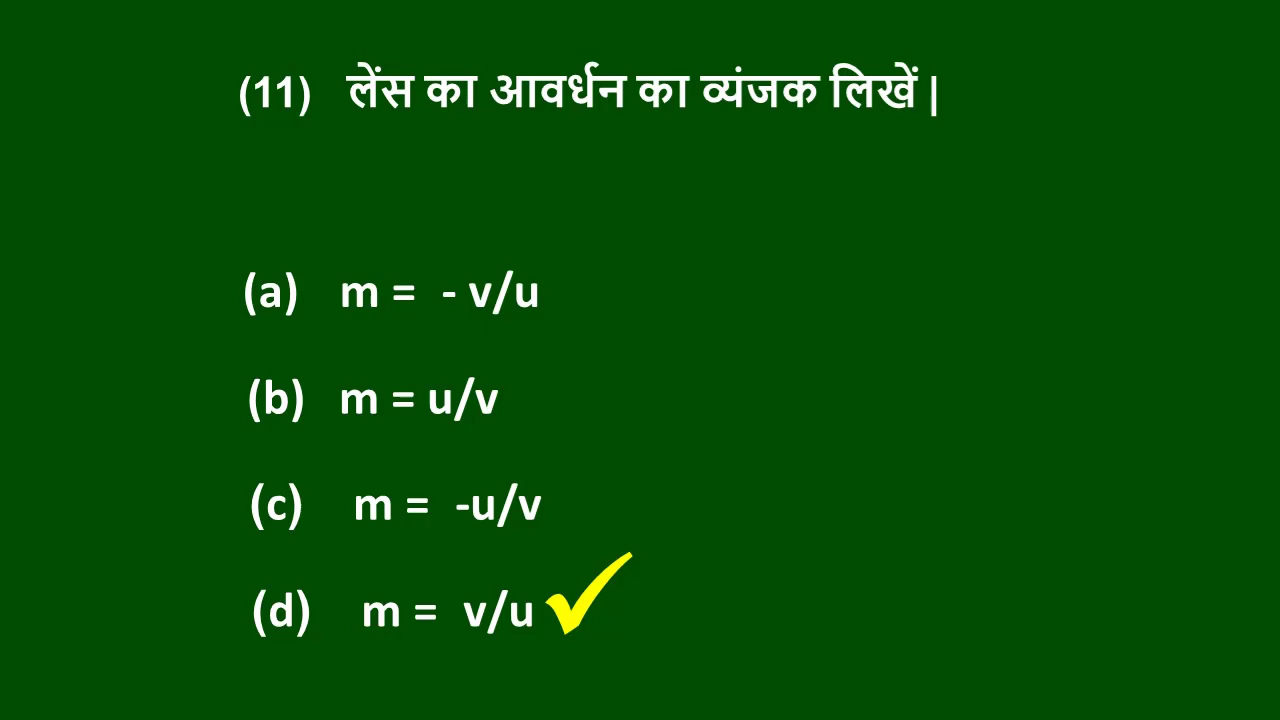 (11) लेंस का आवर्धन का व्यंजक लिखें |
(a) m = - v/u
(b) m = u/v
(c) m = -u/v
(d) m = v/u